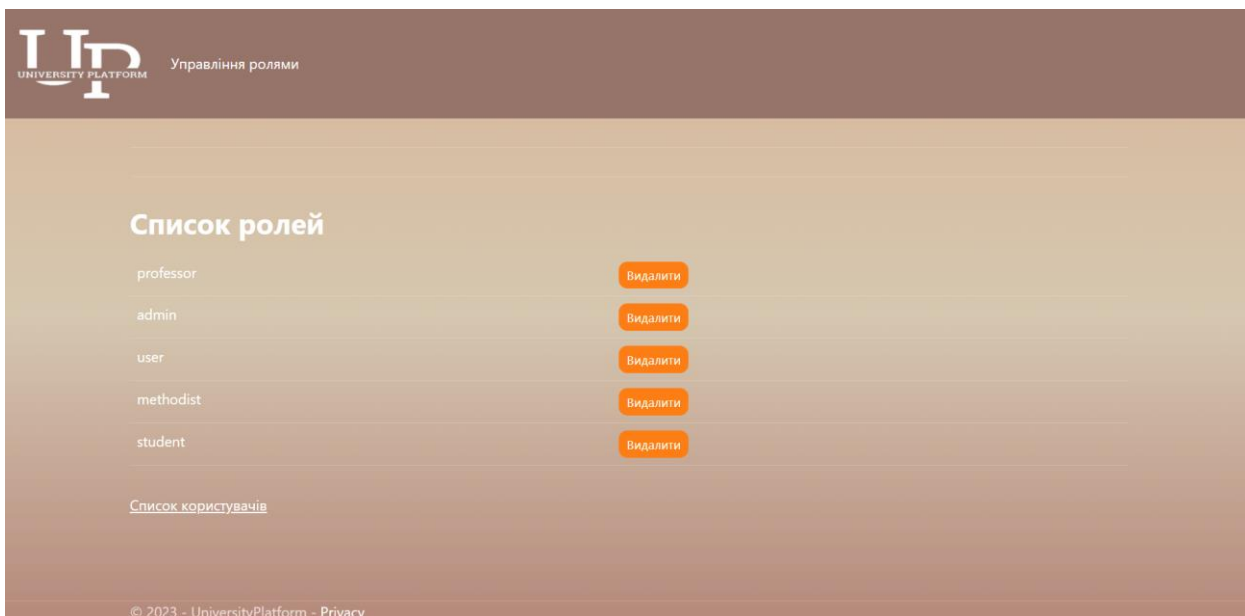 UP
UNIVERSITY PLATFORM
Управління ролями
Список ролей
professor Видалити
admin Видалити
user Видалити
methodist Видалити
student Видалити
Список користувачів
© 2023 - UniversityPlatform - Privacy